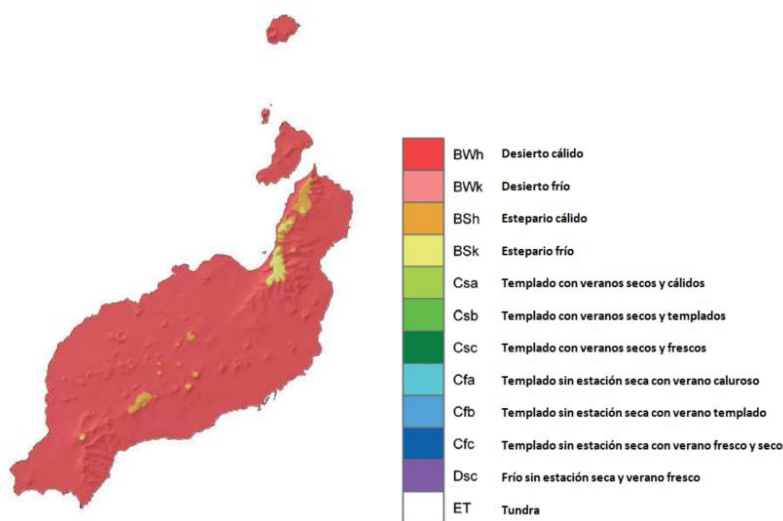 BWh Desierto cálido
BWk Desierto frío
BSh Estepario cálido
BSk Estepario frío
Csa Templado con veranos secos y cálidos
Csb Templado con veranos secos y templados
Csc Templado con veranos secos y frescos
Cfa Templado sin estación seca con verano caluroso
Cfb Templado sin estación seca con verano templado
Cfc Templado sin estación seca con verano fresco y seco
Dsc Frío sin estación seca y verano fresco
ET Tundra